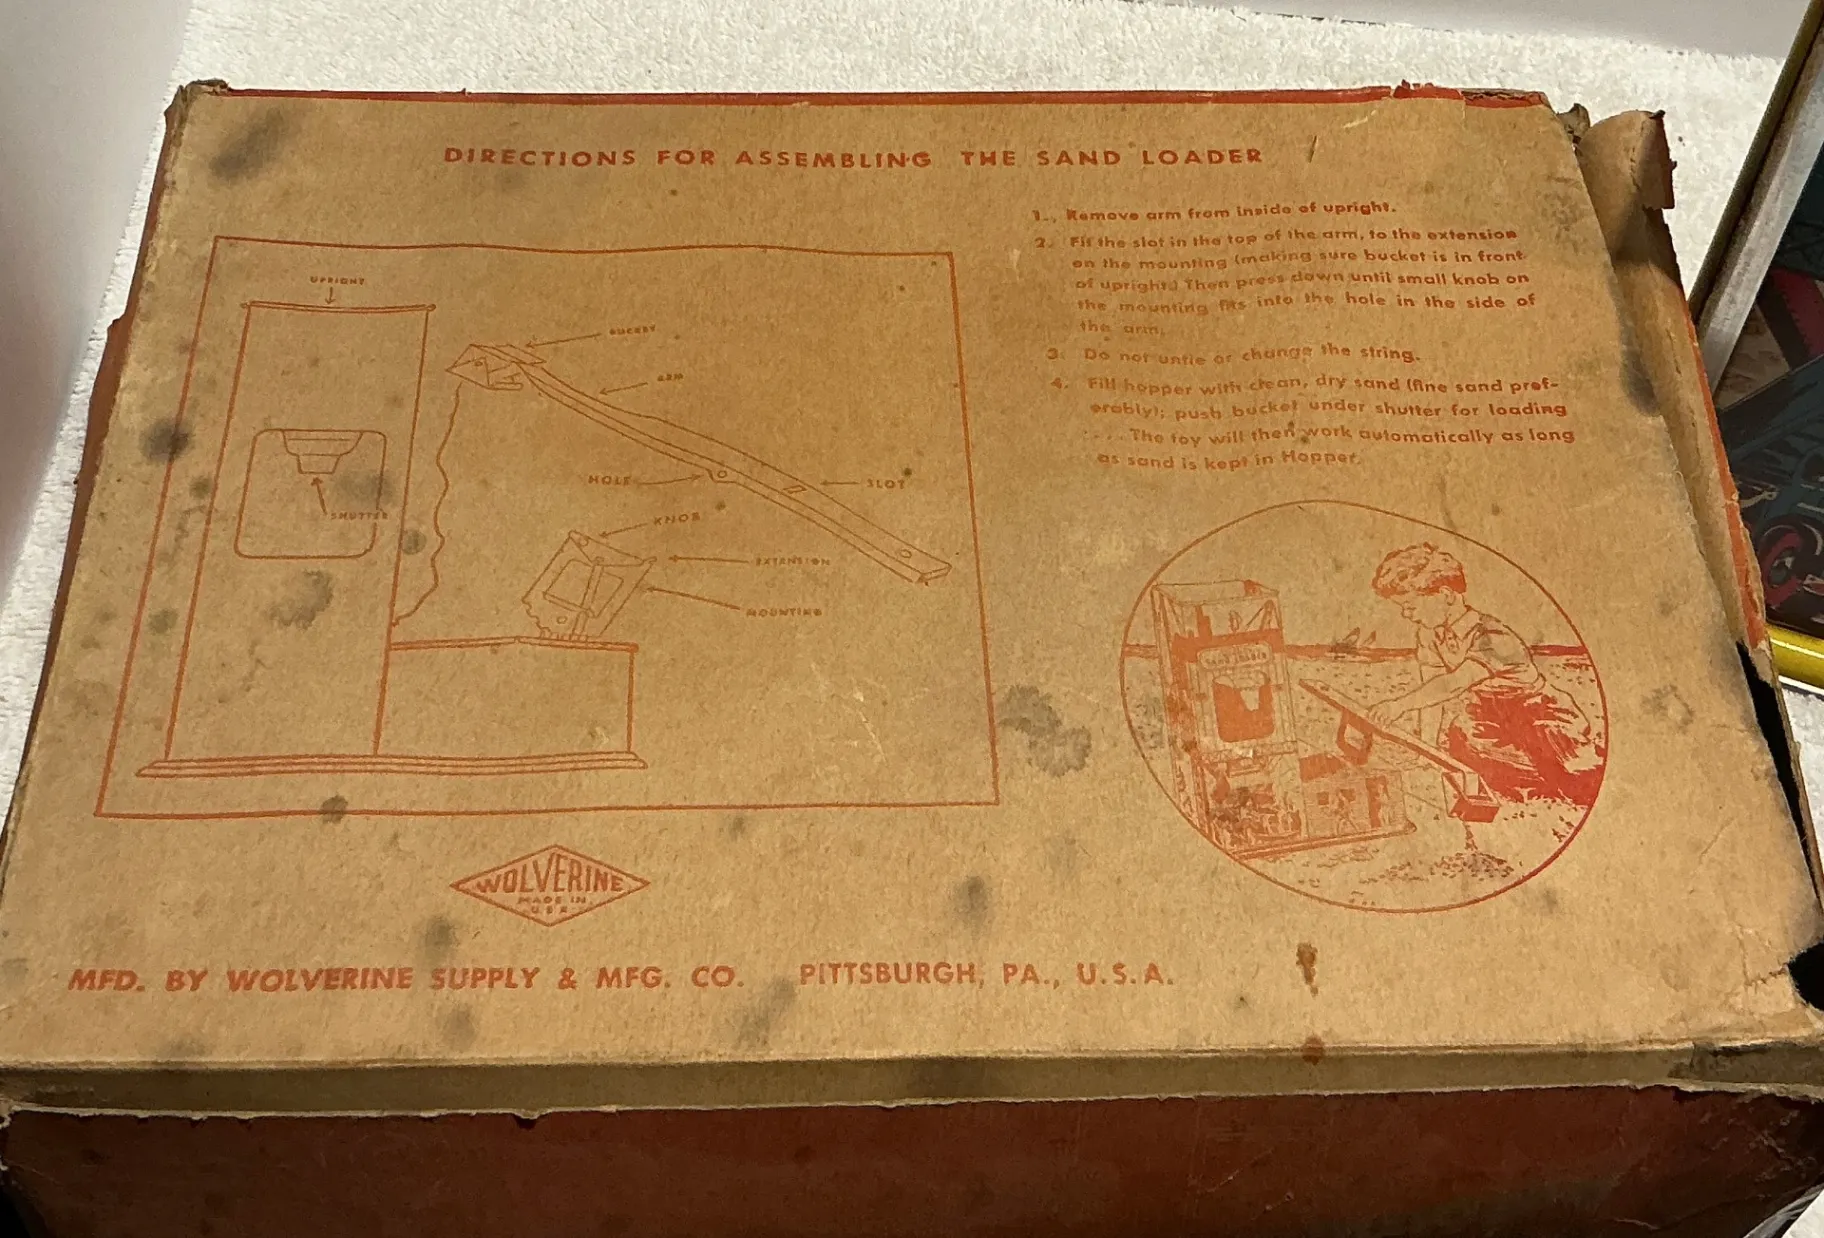 DIRECTIONS FOR ASSEMBLING THE SAND LOADER
1.. Remove arm from inside of upright.
2. Fit the slot in the top of the arm, to the extension
on the mounting (making sure bucket is in front
of upright.) Then press down until small knob on
the mounting fits into the hole in the side of
the arm.
3. Do not untie or change the string.
4. Fill hopper with clean, dry sand (fine sand pref-
erably); push bucket under shutter for loading
.... The toy will then work automatically as long
as sand is kept in Hopper.
UPRIGHT
BUCKET
ARM
HOLE
SLOT
SHUTTER
KNOB
EXTENSION
MOUNTING
SAND LOADER
WOLVERINE
MADE IN
U S A
MFD. BY WOLVERINE SUPPLY & MFG. CO. PITTSBURGH, PA., U.S.A.